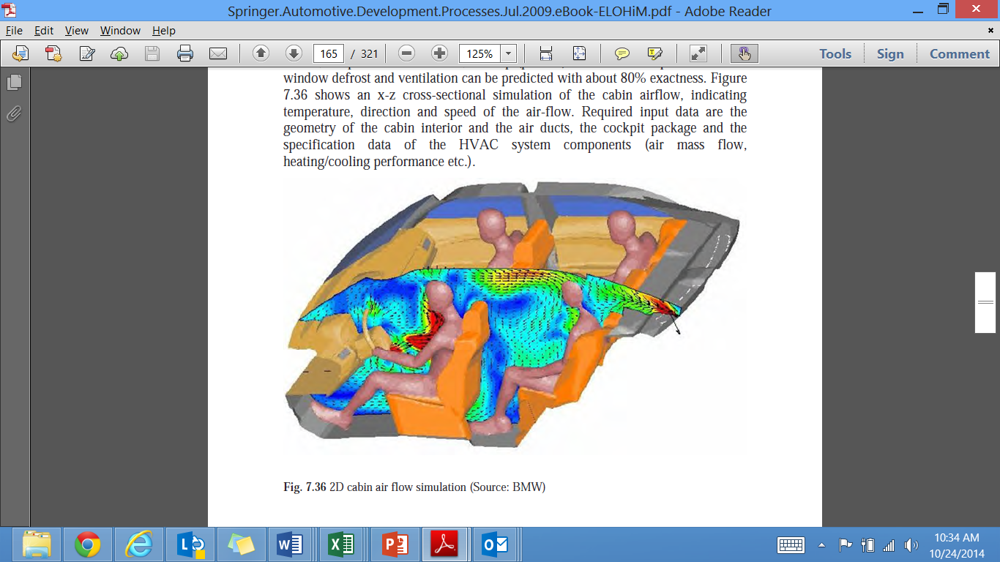 Springer.Automotive.Development.Processes.Jul.2009.eBook-ELOHiM.pdf - Adobe Reader
File Edit View Window Help
165 / 321 125% Tools Sign Comment
window defrost and ventilation can be predicted with about 80% exactness. Figure
7.36 shows an x-z cross-sectional simulation of the cabin airflow, indicating
temperature, direction and speed of the air-flow. Required input data are the
geometry of the cabin interior and the air ducts, the cockpit package and the
specification data of the HVAC system components (air mass flow,
heating/cooling performance etc.).
Fig. 7.36 2D cabin air flow simulation (Source: BMW)
10:34 AM
10/24/2014